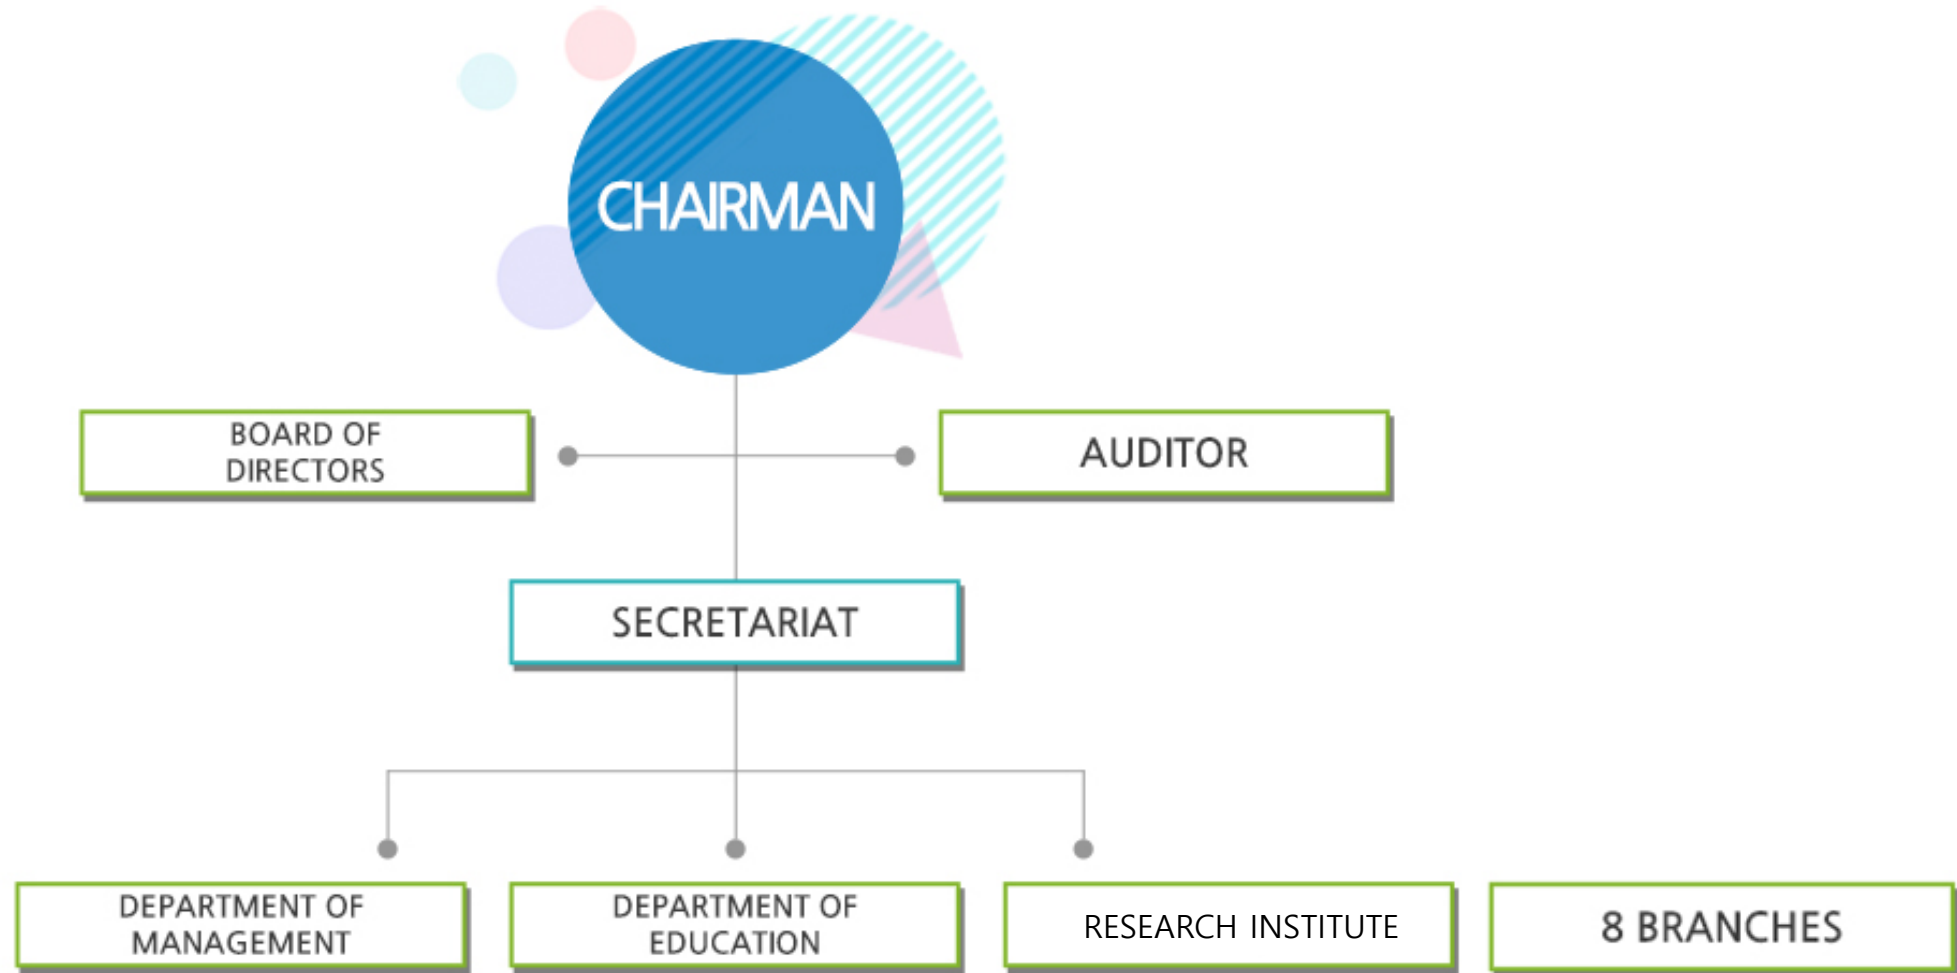 CHAIRMAN
BOARD OF
DIRECTORS
AUDITOR
SECRETARIAT
DEPARTMENT OF
MANAGEMENT
DEPARTMENT OF
EDUCATION
RESEARCH INSTITUTE
8 BRANCHES